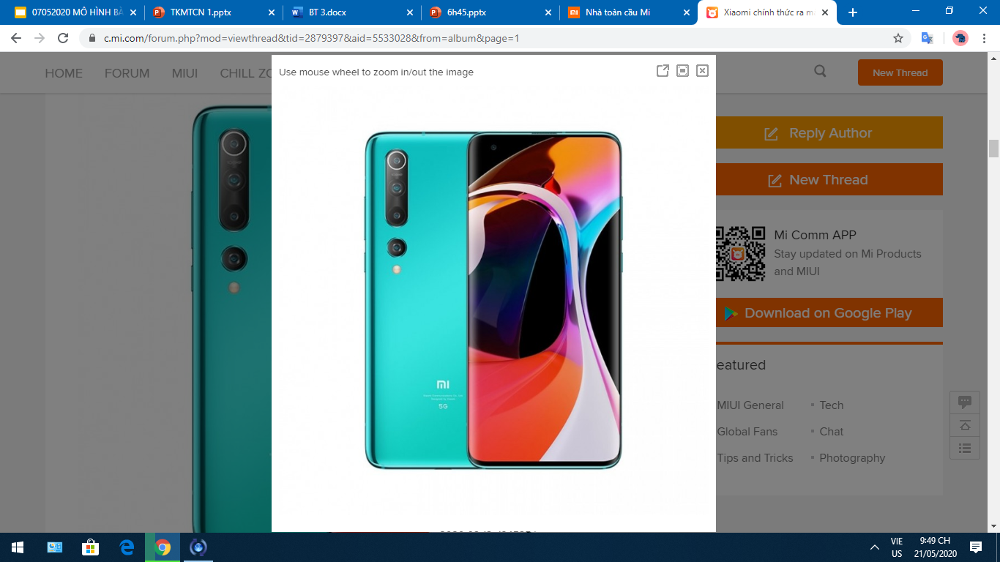 07052020 MÔ HÌNH BÀ
TKMTCN 1.pptx
BT 3.docx
6h45.pptx
Nhà toàn cầu Mi
Xiaomi chính thức ra m
c.mi.com/forum.php?mod=viewthread&tid=2879397&aid=5533028&from=album&page=1
HOME FORUM MIUI CHILL ZO
New Thread
Use mouse wheel to zoom in/out the image
Reply Author
New Thread
Mi Comm APP
Stay updated on Mi Products
and MIUI
Download on Google Play
eatured
MIUI General Tech
Global Fans Chat
Tips and Tricks Photography
MI
5G
VIE
US
9:49 CH
21/05/2020